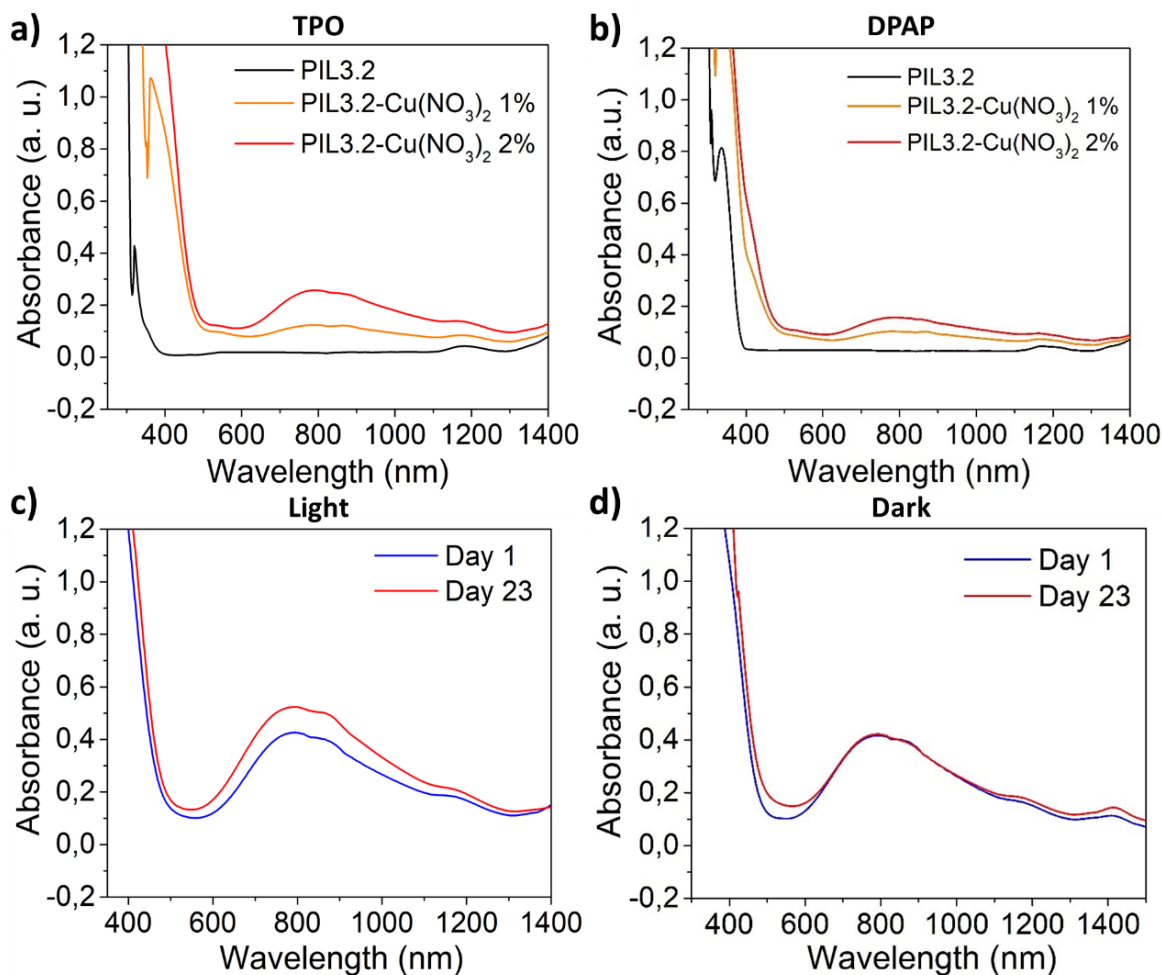 a)
TPO
1,2
1,0
0,8
0,6
0,4
0,2
0,0
-0,2
Absorbance (a. u.)
PIL3.2
PIL3.2-Cu(NO₃)₂ 1%
PIL3.2-Cu(NO₃)₂ 2%
400 600 800 1000 1200 1400
Wavelength (nm)
b)
DPAP
1,2
1,0
0,8
0,6
0,4
0,2
0,0
-0,2
Absorbance (a.u.)
PIL3.2
PIL3.2-Cu(NO₃)₂ 1%
PIL3.2-Cu(NO₃)₂ 2%
400 600 800 1000 1200 1400
Wavelength (nm)
c)
Light
1,2
1,0
0,8
0,6
0,4
0,2
0,0
-0,2
Absorbance (a. u.)
Day 1
Day 23
400 600 800 1000 1200 1400
Wavelength (nm)
d)
Dark
1,2
1,0
0,8
0,6
0,4
0,2
0,0
-0,2
Absorbance (a. u.)
Day 1
Day 23
400 600 800 1000 1200 1400
Wavelength (nm)